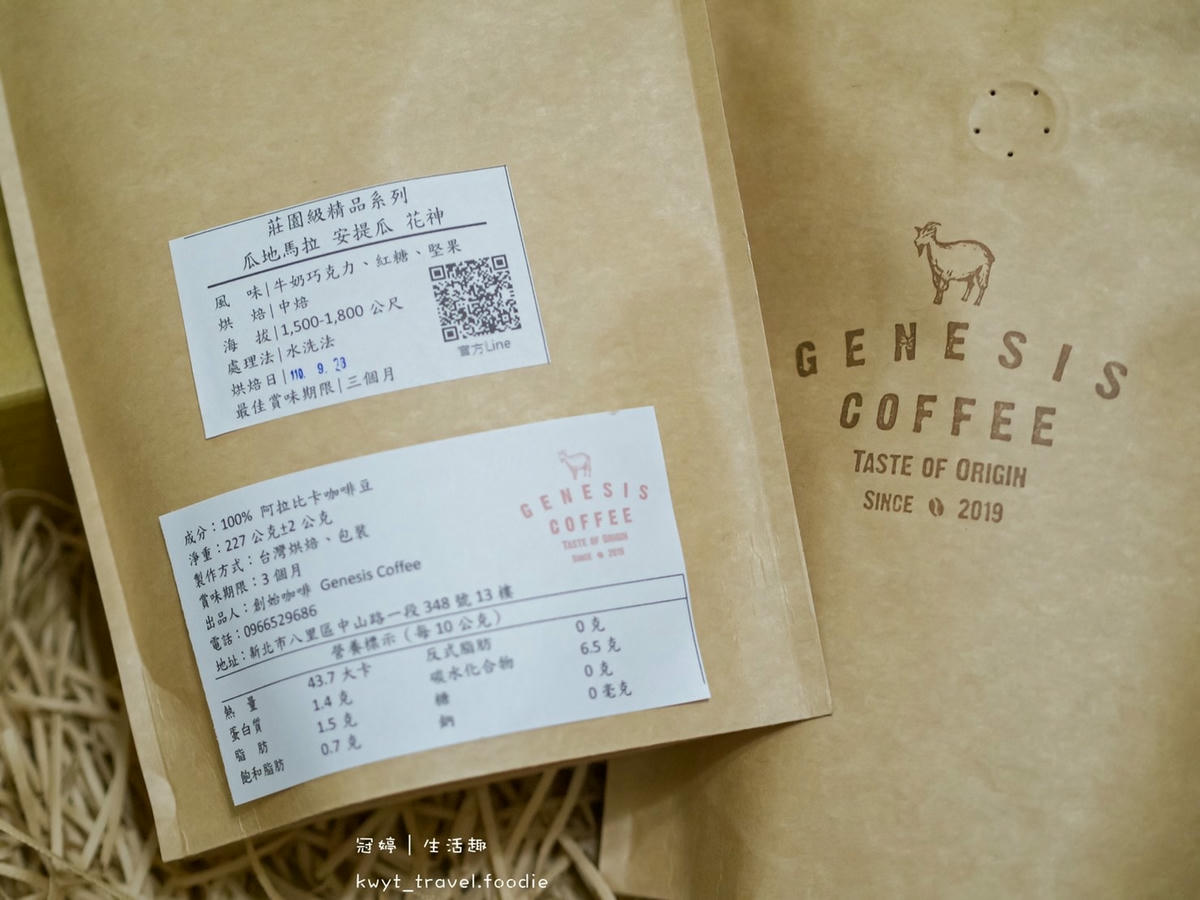 莊園級精品系列
瓜地馬拉 安提瓜 花神
風 味|牛奶巧克力、紅糖、堅果
烘 焙|中焙
海 拔|1,500-1,800 公尺
處理法|水洗法
烘焙日|110. 9. 23
最佳賞味期限|三個月
官方Line
成分：100% 阿拉比卡咖啡豆
淨重：227 公克±2 公克
製作方式：台灣烘焙、包裝
賞味期限：3 個月
出品人：創始咖啡 Genesis Coffee
電話：0966529686
地址：新北市八里區中山路一段 348 號 13 樓
GENESIS
COFFEE
TASTE OF ORIGIN
SINCE 2019
營養標示（每 10 公克）
熱 量 43.7 大卡 反式脂肪 0 克
蛋白質 1.4 克 碳水化合物 6.5 克
脂 肪 1.5 克 糖 0 克
飽和脂肪 0.7 克 鈉 0 毫克
GENESIS
COFFEE
TASTE OF ORIGIN
SINCE 2019
冠婷|生活趣
kwyt_travel.foodie